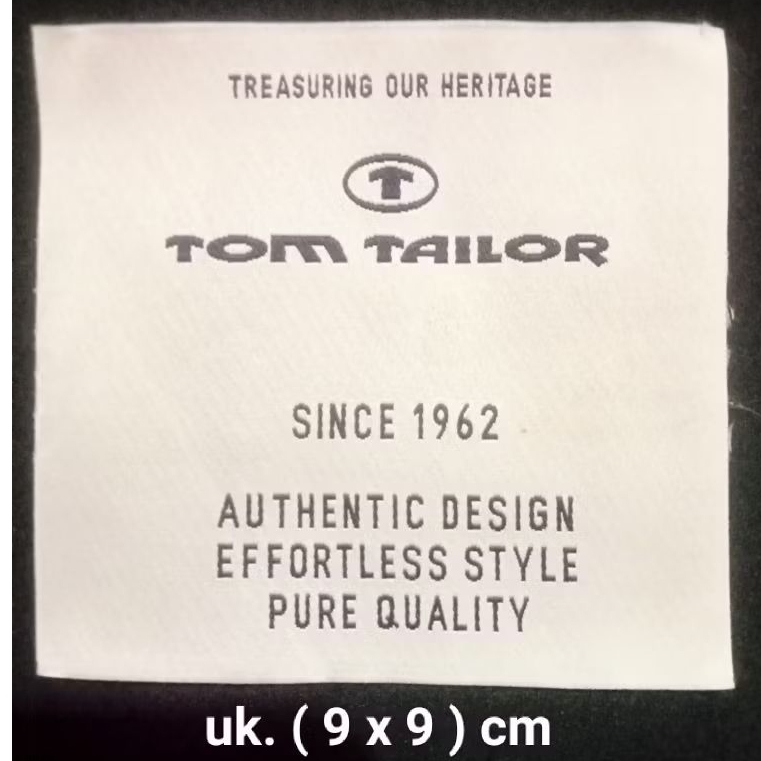 TREASURING OUR HERITAGE
T
TOM TAILOR
SINCE 1962
AUTHENTIC DESIGN
EFFORTLESS STYLE
PURE QUALITY
uk. ( 9 x 9 ) cm